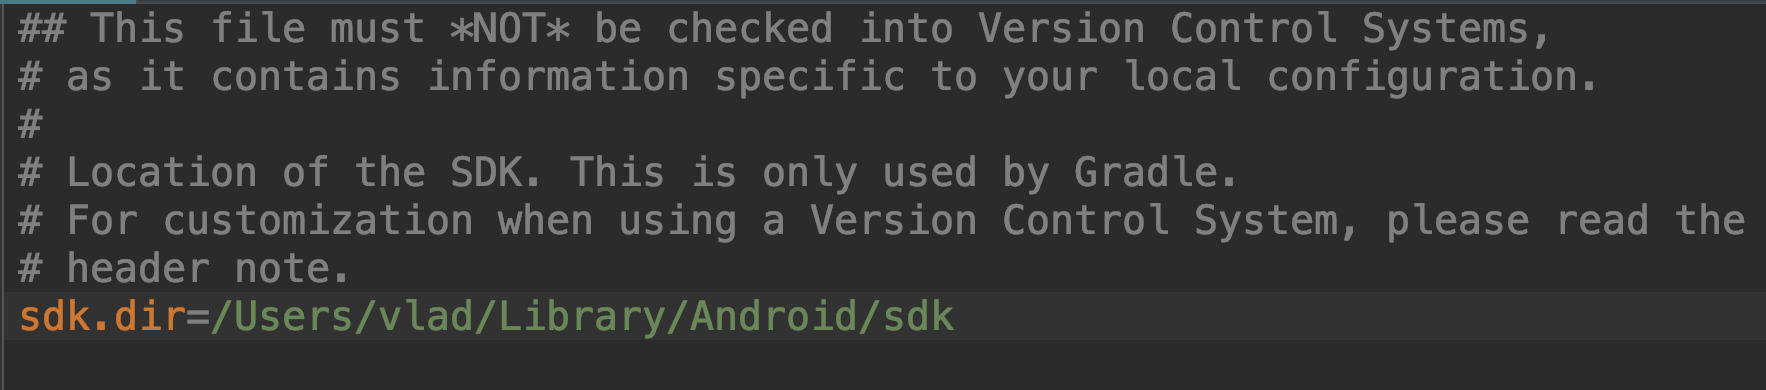 ## This file must *NOT* be checked into Version Control Systems,
# as it contains information specific to your local configuration.
#
# Location of the SDK. This is only used by Gradle.
# For customization when using a Version Control System, please read the
# header note.
sdk.dir=/Users/vlad/Library/Android/sdk